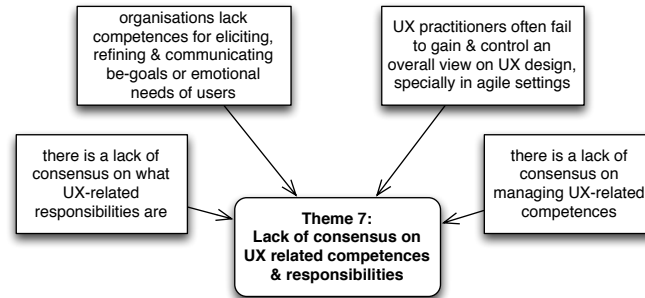 organisations lack
competences for eliciting,
refining & communicating
be-goals or emotional
needs of users
UX practitioners often fail
to gain & control an
overall view on UX design,
specially in agile settings
there is a lack of
consensus on what
UX-related
responsibilities are
there is a lack of
consensus on
managing UX-related
competences
Theme 7:
Lack of consensus on
UX related competences
& responsibilities